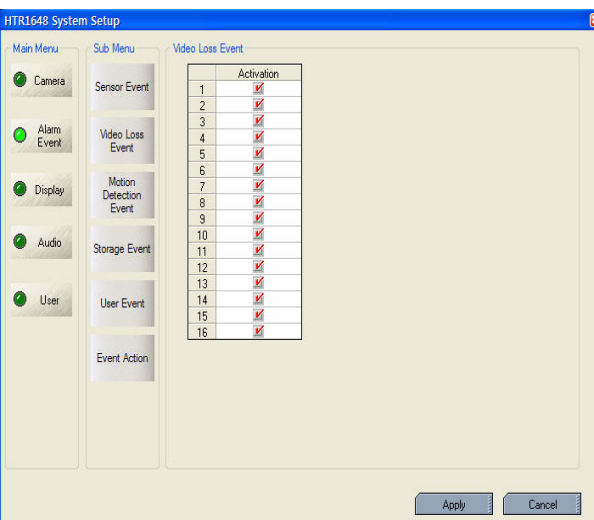 HTR1648 System Setup
Main Menu
Camera
Alarm
Event
Display
Audio
User
Sub Menu
Sensor Event
Video Loss
Event
Motion
Detection
Event
Storage Event
User Event
Event Action
Video Loss Event
Activation
1
2
3
4
5
6
7
8
9
10
11
12
13
14
15
16
Apply
Cancel